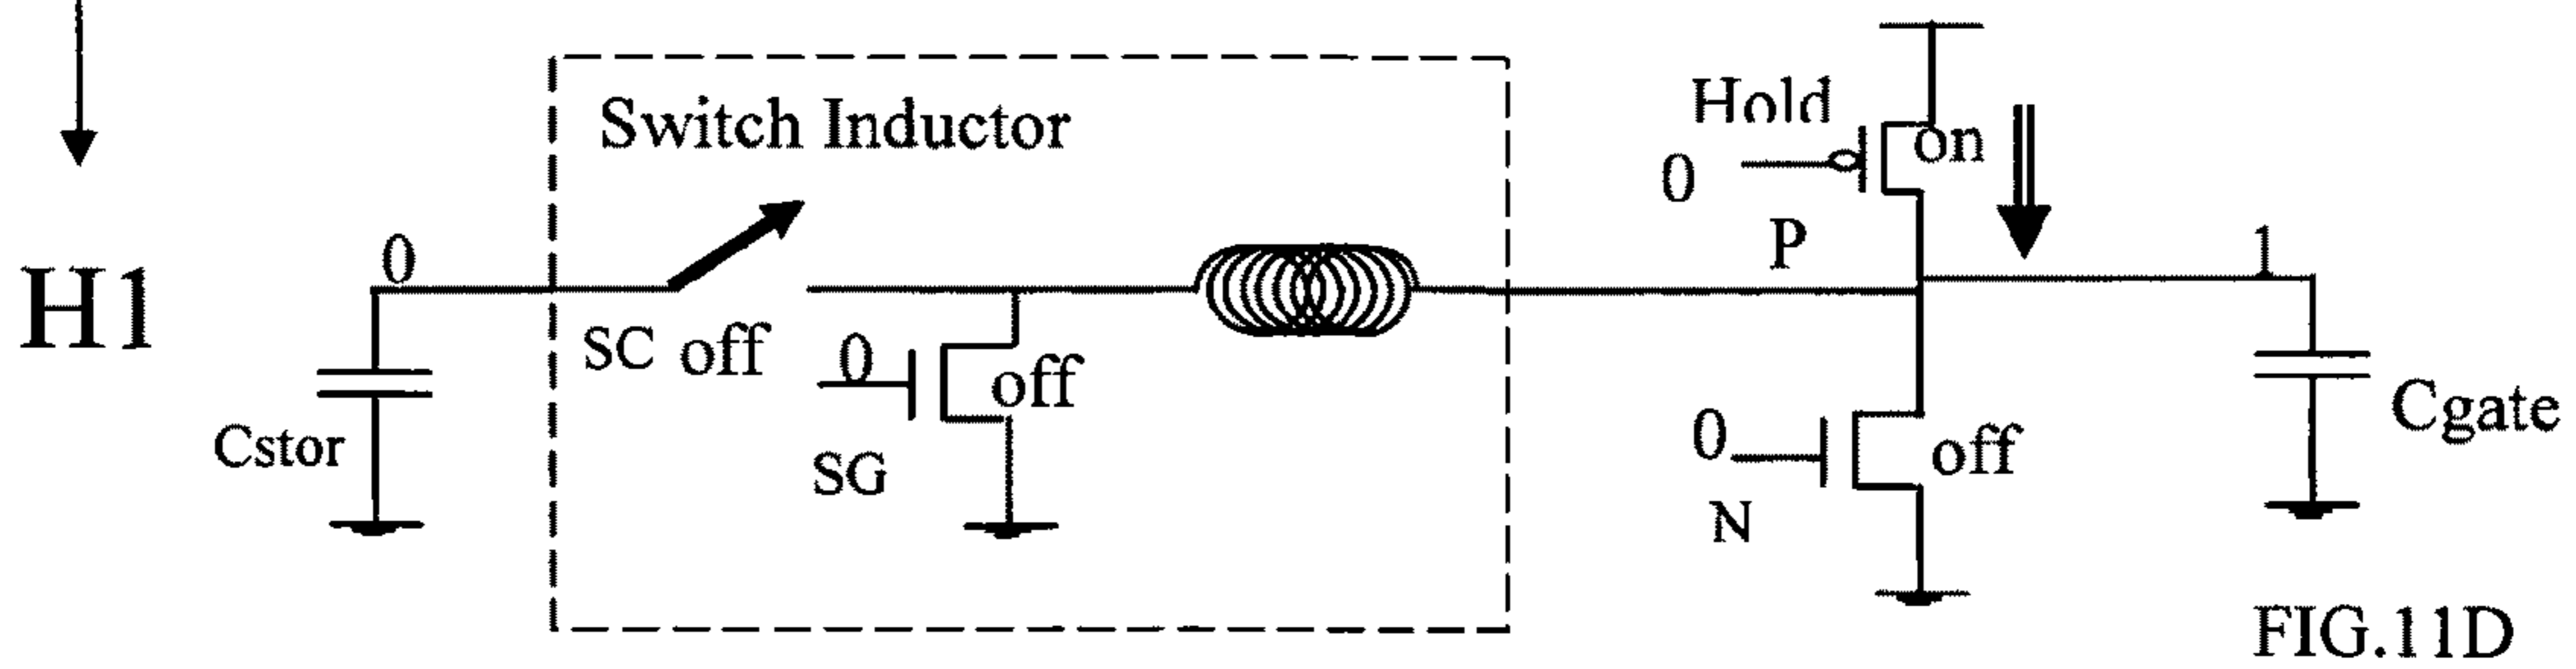 Switch Inductor
Hold
on
0
P
H1
0
1
SC off
0
off
SG
Cstor
0
off
N
Cgate
FIG.11D